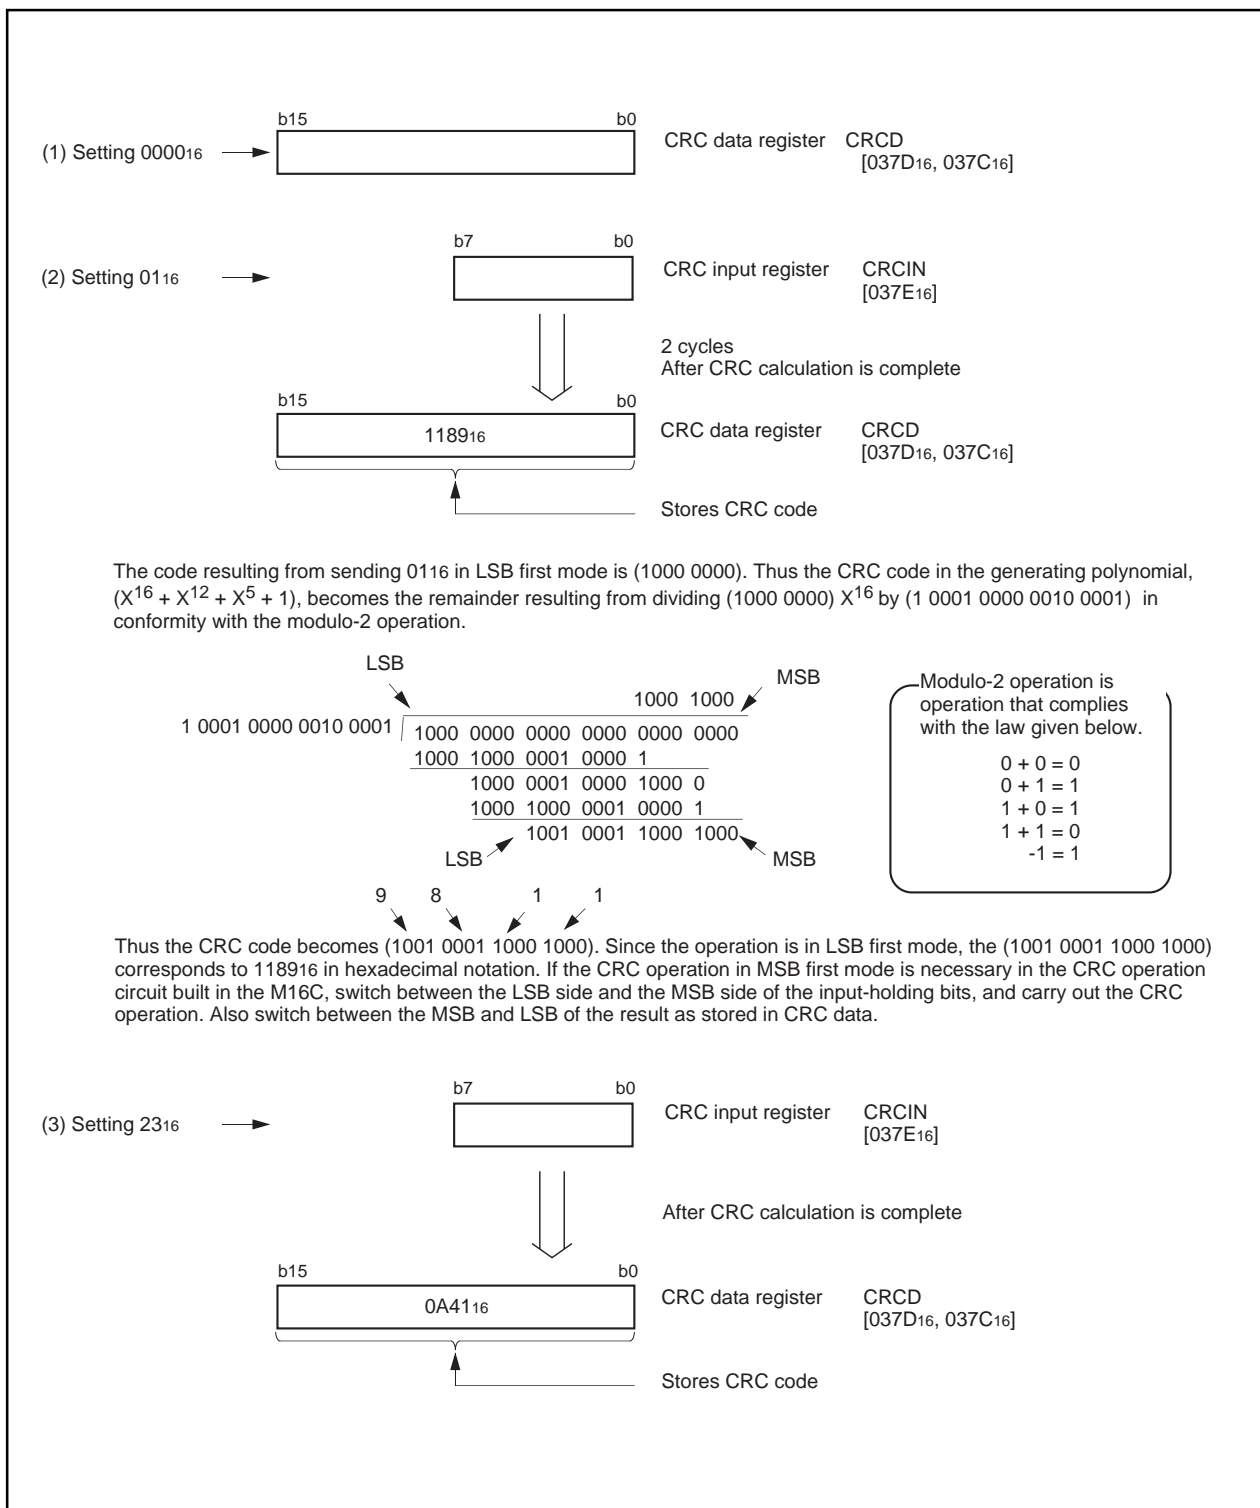 b15 b0
(1) Setting 0000₁₆ CRC data register CRCD
[037D₁₆, 037C₁₆]
b7 b0
(2) Setting 01₁₆ CRC input register CRCIN
[037E₁₆]
2 cycles
After CRC calculation is complete
b15 b0
1189₁₆ CRC data register CRCD
[037D₁₆, 037C₁₆]
Stores CRC code
The code resulting from sending 01₁₆ in LSB first mode is (1000 0000). Thus the CRC code in the generating polynomial,
(X¹⁶ + X¹² + X⁵ + 1), becomes the remainder resulting from dividing (1000 0000) X¹⁶ by (1 0001 0000 0010 0001) in
conformity with the modulo-2 operation.
LSB MSB
1000 1000
1 0001 0000 0010 0001 1000 0000 0000 0000 0000 0000
1000 1000 0001 0000 1
1000 0001 0000 1000 0
1000 1000 0001 0000 1
1001 0001 1000 1000
LSB MSB
Modulo-2 operation is
operation that complies
with the law given below.
0 + 0 = 0
0 + 1 = 1
1 + 0 = 1
1 + 1 = 0
-1 = 1
9 8 1 1
Thus the CRC code becomes (1001 0001 1000 1000). Since the operation is in LSB first mode, the (1001 0001 1000 1000)
corresponds to 1189₁₆ in hexadecimal notation. If the CRC operation in MSB first mode is necessary in the CRC operation
circuit built in the M16C, switch between the LSB side and the MSB side of the input-holding bits, and carry out the CRC
operation. Also switch between the MSB and LSB of the result as stored in CRC data.
b7 b0
(3) Setting 23₁₆ CRC input register CRCIN
[037E₁₆]
After CRC calculation is complete
b15 b0
0A41₁₆ CRC data register CRCD
[037D₁₆, 037C₁₆]
Stores CRC code